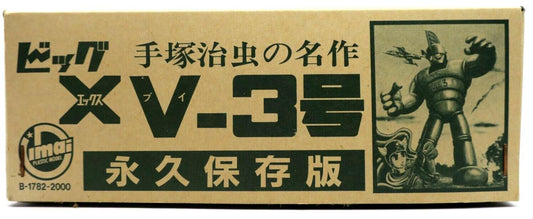 ビッグ
手塚治虫の名作
X V-3号
エックス ブイ
永久保存版
imai
PLASTIC MODEL
B-1782-2000